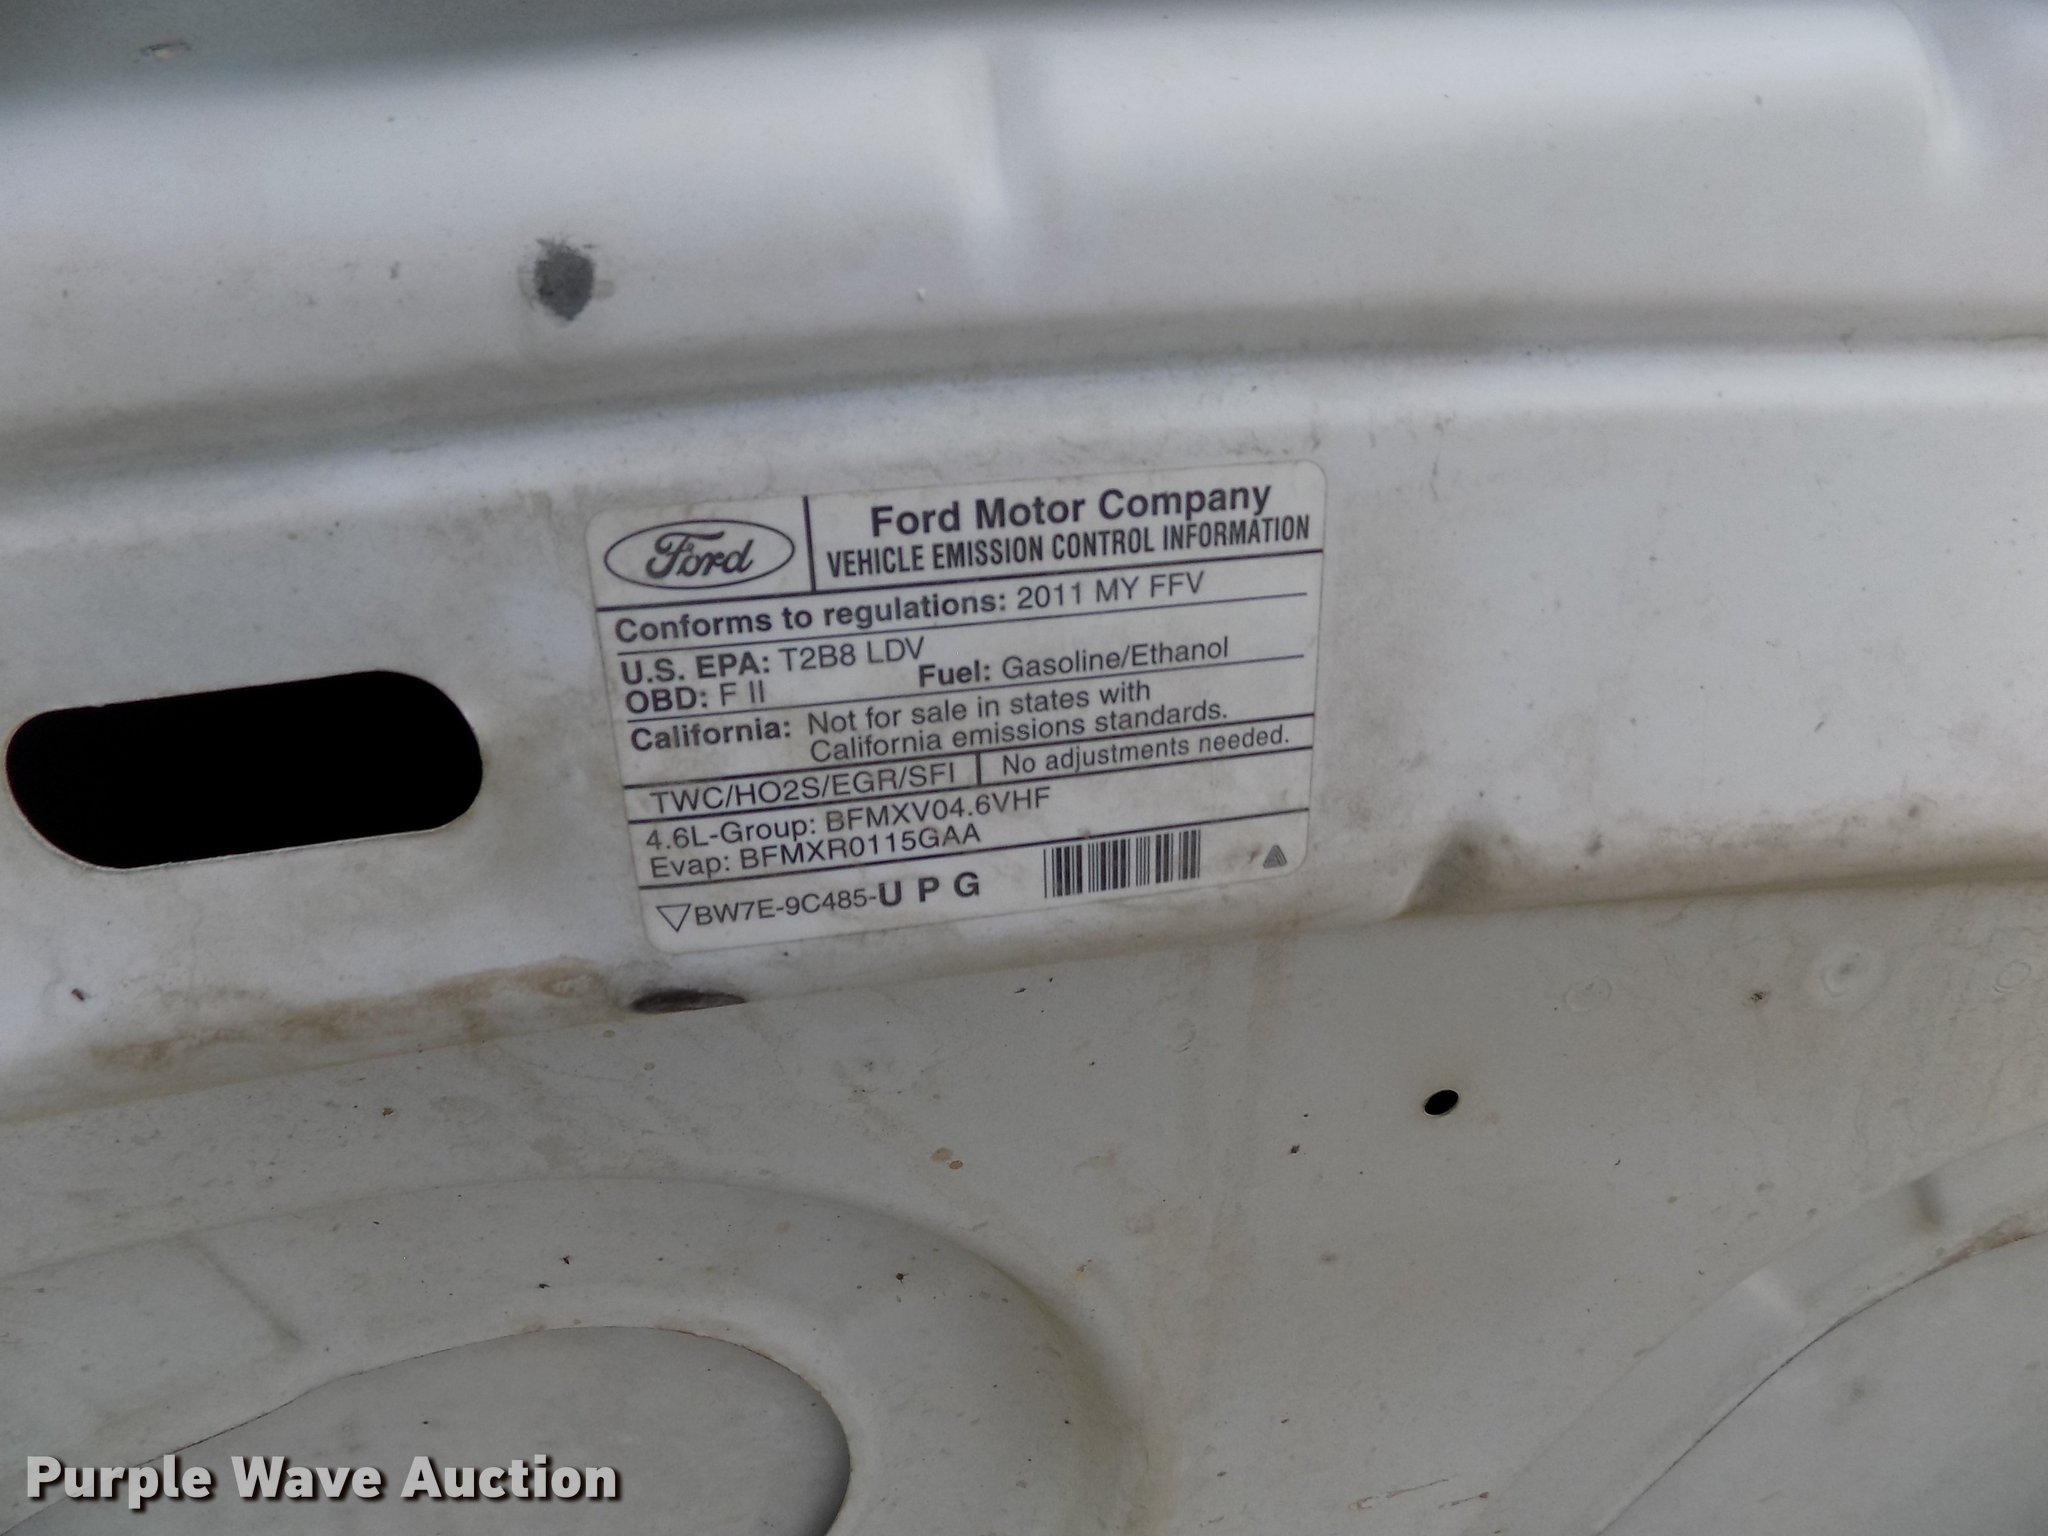 Ford
Ford Motor Company
VEHICLE EMISSION CONTROL INFORMATION
Conforms to regulations: 2011 MY FFV
U.S. EPA: T2B8 LDV
OBD: F II
Fuel: Gasoline/Ethanol
California: Not for sale in states with
California emissions standards.
TWC/HO2S/EGR/SFI
No adjustments needed.
4.6L-Group: BFMXV04.6VHF
Evap: BFMXR0115GAA
BW7E-9C485-U P G
Purple Wave Auction